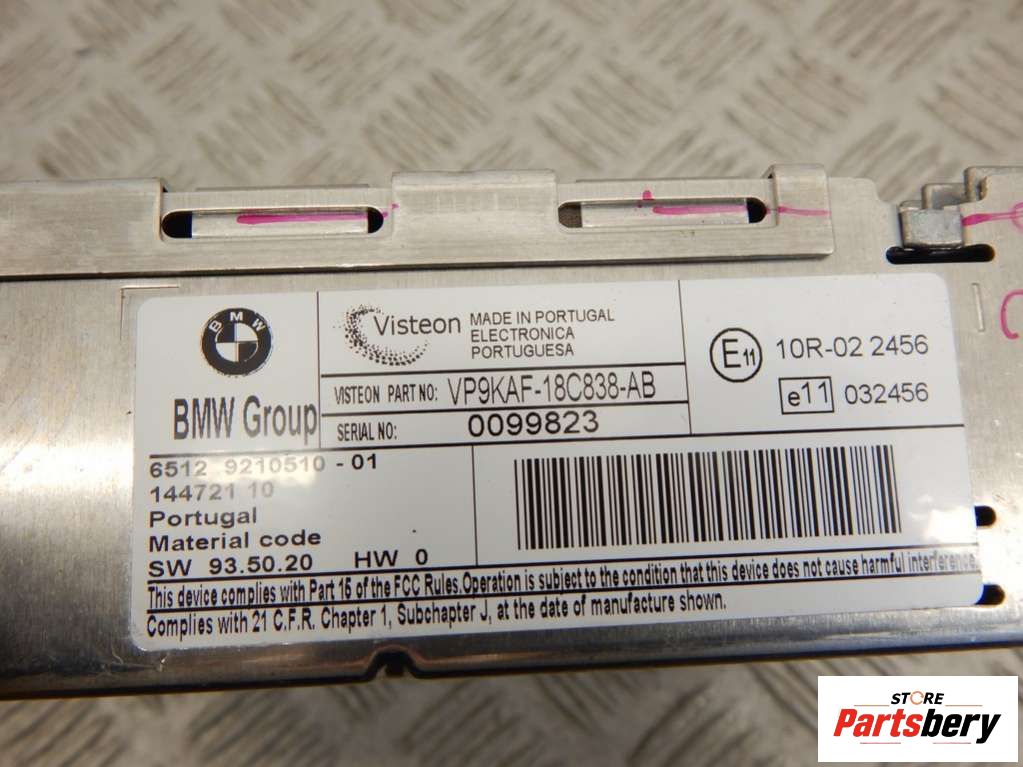 BMW
BMW Group
Visteon
MADE IN PORTUGAL
ELECTRONICA
PORTUGUESA
VISTEON PART NO: VP9KAF-18C838-AB
SERIAL NO: 0099823
E11 10R-02 2456
e11 032456
6512 9210510-01
144721 10
Portugal
Material code
SW 93.50.20 HW 0
This device complies with Part 15 of the FCC Rules.Operation is subject to the condition that this device does not cause harmful interference.
Complies with 21 C.F.R. Chapter 1, Subchapter J, at the date of manufacture shown.
STORE
Partsbery